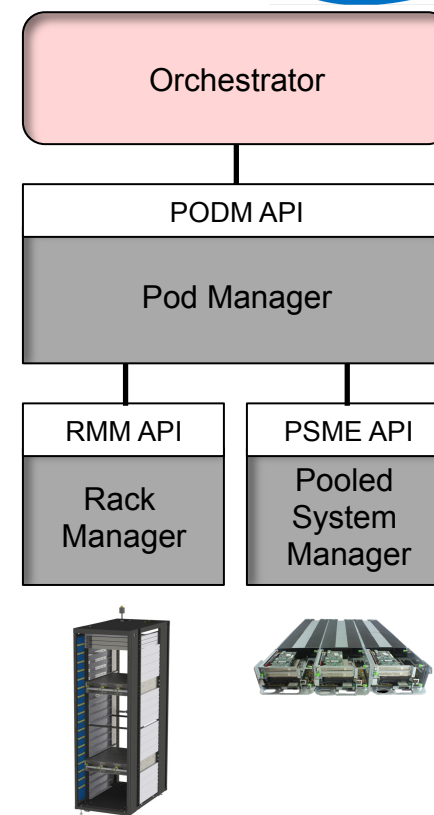 Orchestrator
PODM API
Pod Manager
RMM API
Rack
Manager
PSME API
Pooled
System
Manager